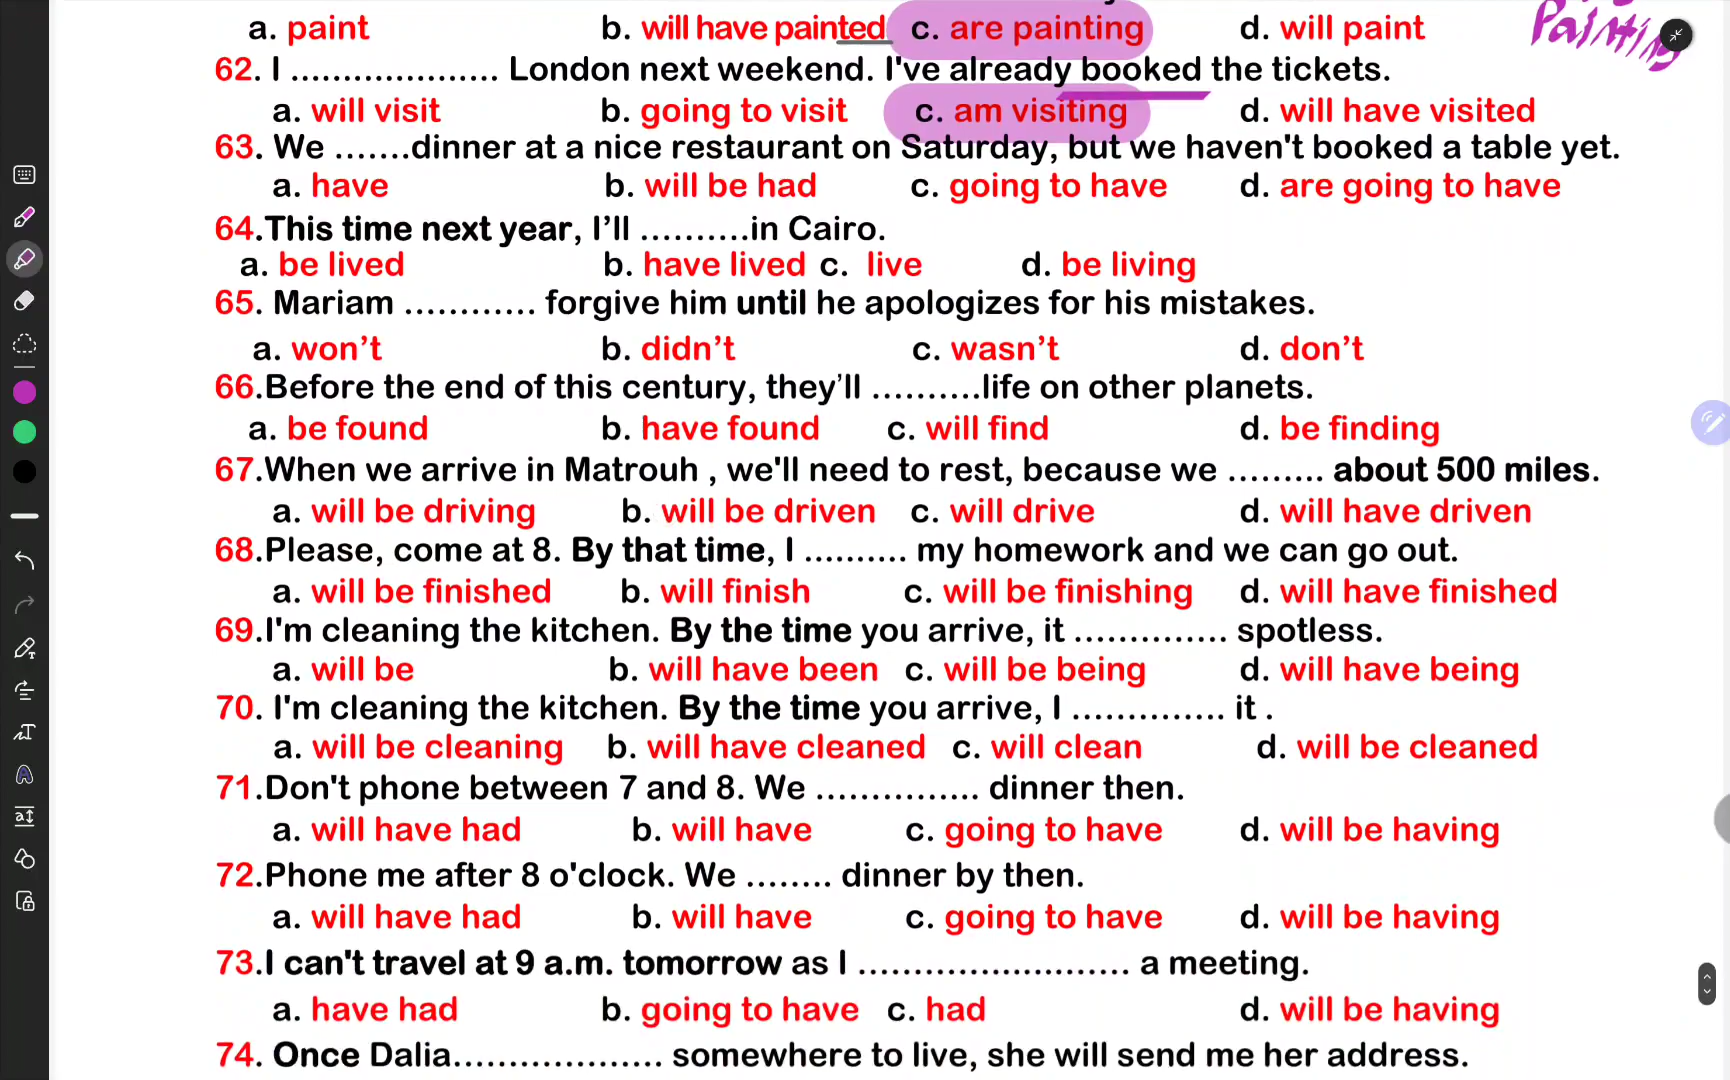 a. paint b. will have painted c. are painting d. will paint
Painting
62. I .................... London next weekend. I've already booked the tickets.
a. will visit b. going to visit c. am visiting d. will have visited
63. We .......dinner at a nice restaurant on Saturday, but we haven't booked a table yet.
a. have b. will be had c. going to have d. are going to have
64.This time next year, I’ll ..........in Cairo.
a. be lived b. have lived c. live d. be living
65. Mariam ............ forgive him until he apologizes for his mistakes.
a. won’t b. didn’t c. wasn’t d. don’t
66.Before the end of this century, they’ll ..........life on other planets.
a. be found b. have found c. will find d. be finding
67.When we arrive in Matrouh , we'll need to rest, because we ......... about 500 miles.
a. will be driving b. will be driven c. will drive d. will have driven
68.Please, come at 8. By that time, I .......... my homework and we can go out.
a. will be finished b. will finish c. will be finishing d. will have finished
69.I'm cleaning the kitchen. By the time you arrive, it .............. spotless.
a. will be b. will have been c. will be being d. will have being
70. I'm cleaning the kitchen. By the time you arrive, I .............. it .
a. will be cleaning b. will have cleaned c. will clean d. will be cleaned
71.Don't phone between 7 and 8. We ............... dinner then.
a. will have had b. will have c. going to have d. will be having
72.Phone me after 8 o'clock. We ........ dinner by then.
a. will have had b. will have c. going to have d. will be having
73.I can't travel at 9 a.m. tomorrow as I .......................... a meeting.
a. have had b. going to have c. had d. will be having
74. Once Dalia.................... somewhere to live, she will send me her address.